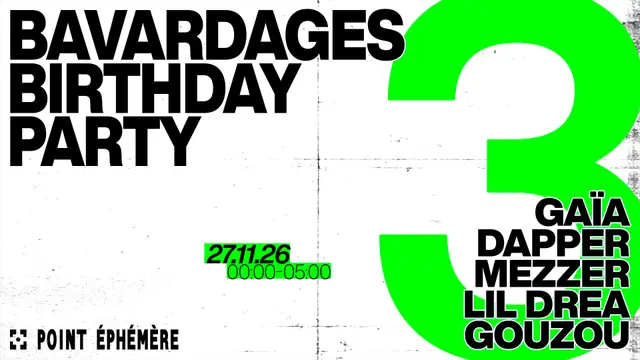 BAVARDAGES
BIRTHDAY
PARTY
3
27.11.26
00:00-05:00
GAÏA
DAPPER
MEZZER
LIL DREA
GOUZOU
POINT ÉPHÉMÈRE